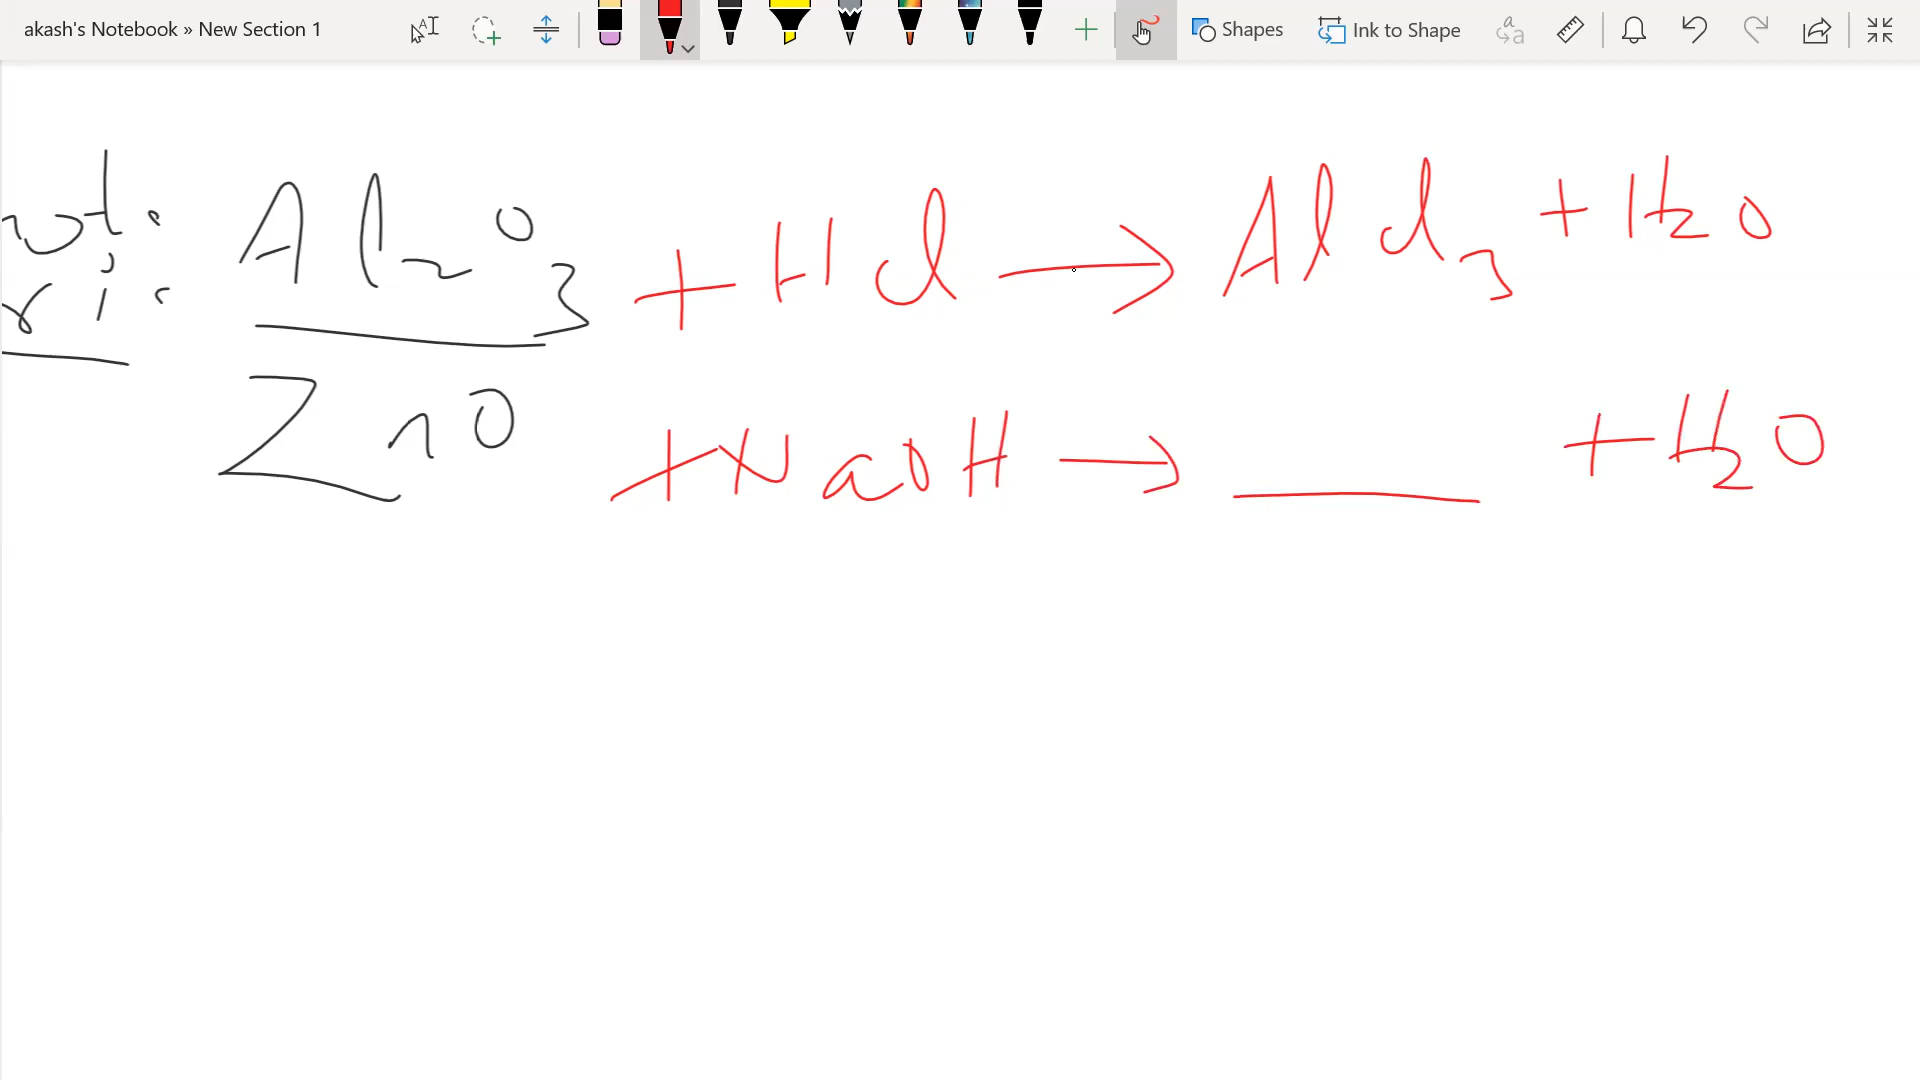 akash's Notebook » New Section 1
Shapes
Ink to Shape
Al2O3 + HCl → AlCl3 + H2O
ZnO + NaOH → ____ + H2O